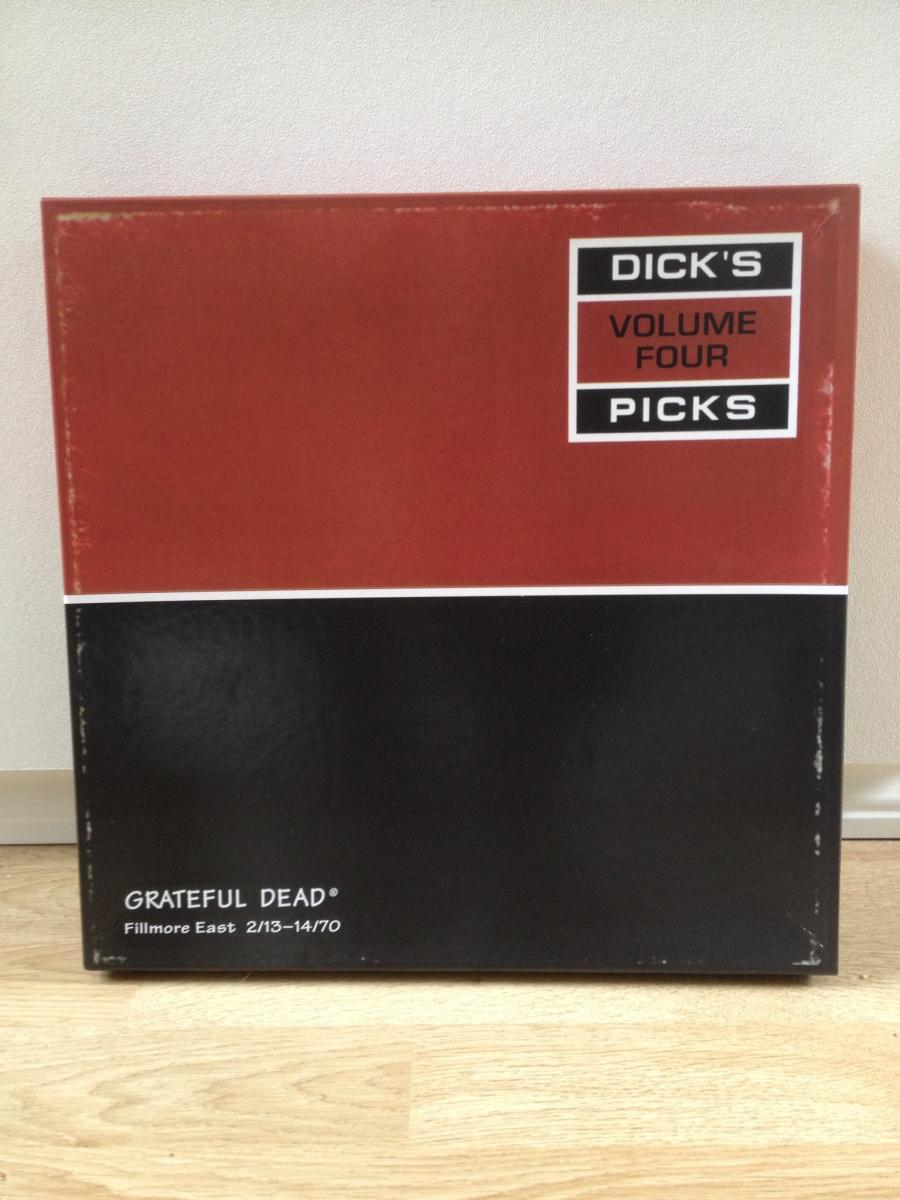 DICK'S
VOLUME
FOUR
PICKS
GRATEFUL DEAD®
Fillmore East 2/13–14/70